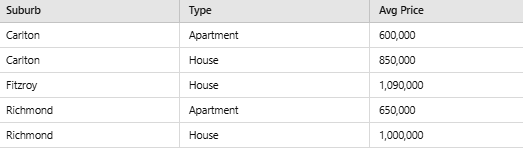 Suburb Type Avg Price
Carlton Apartment 600,000
Carlton House 850,000
Fitzroy House 1,090,000
Richmond Apartment 650,000
Richmond House 1,000,000